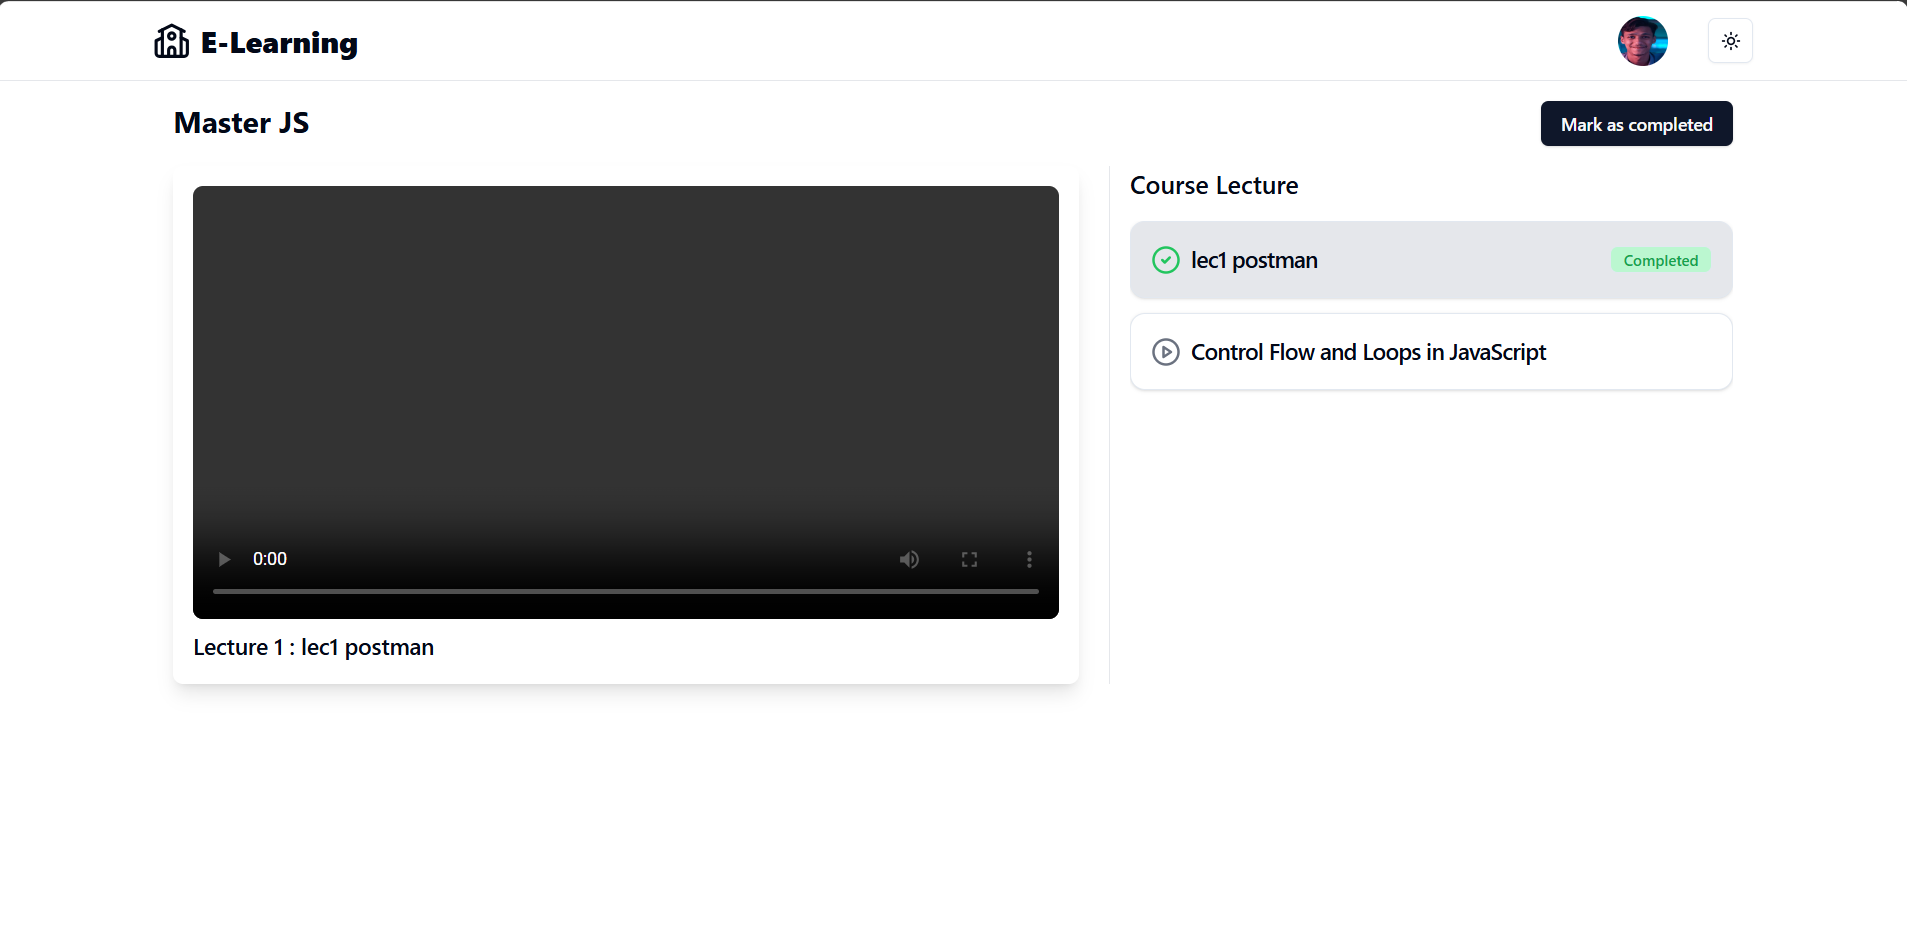 E-Learning
Master JS
Mark as completed
0:00
Lecture 1 : lec1 postman
Course Lecture
lec1 postman
Completed
Control Flow and Loops in JavaScript